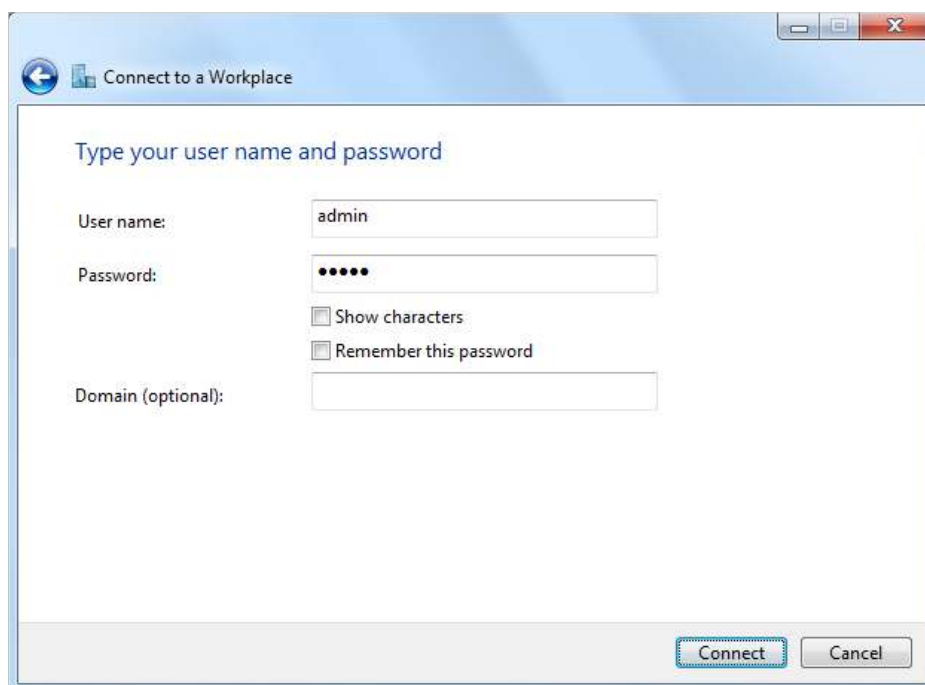 Connect to a Workplace
Type your user name and password
User name:
admin
Password:
•••••
Show characters
Remember this password
Domain (optional):
Connect
Cancel